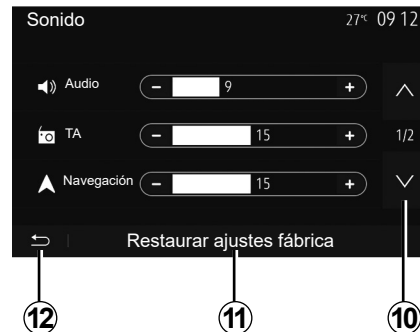 Sonido 27°C 09 12
Audio - 9 +
TA - 15 +
1/2
Navegación - 15 +
Restaurar ajustes fábrica
12 11 10